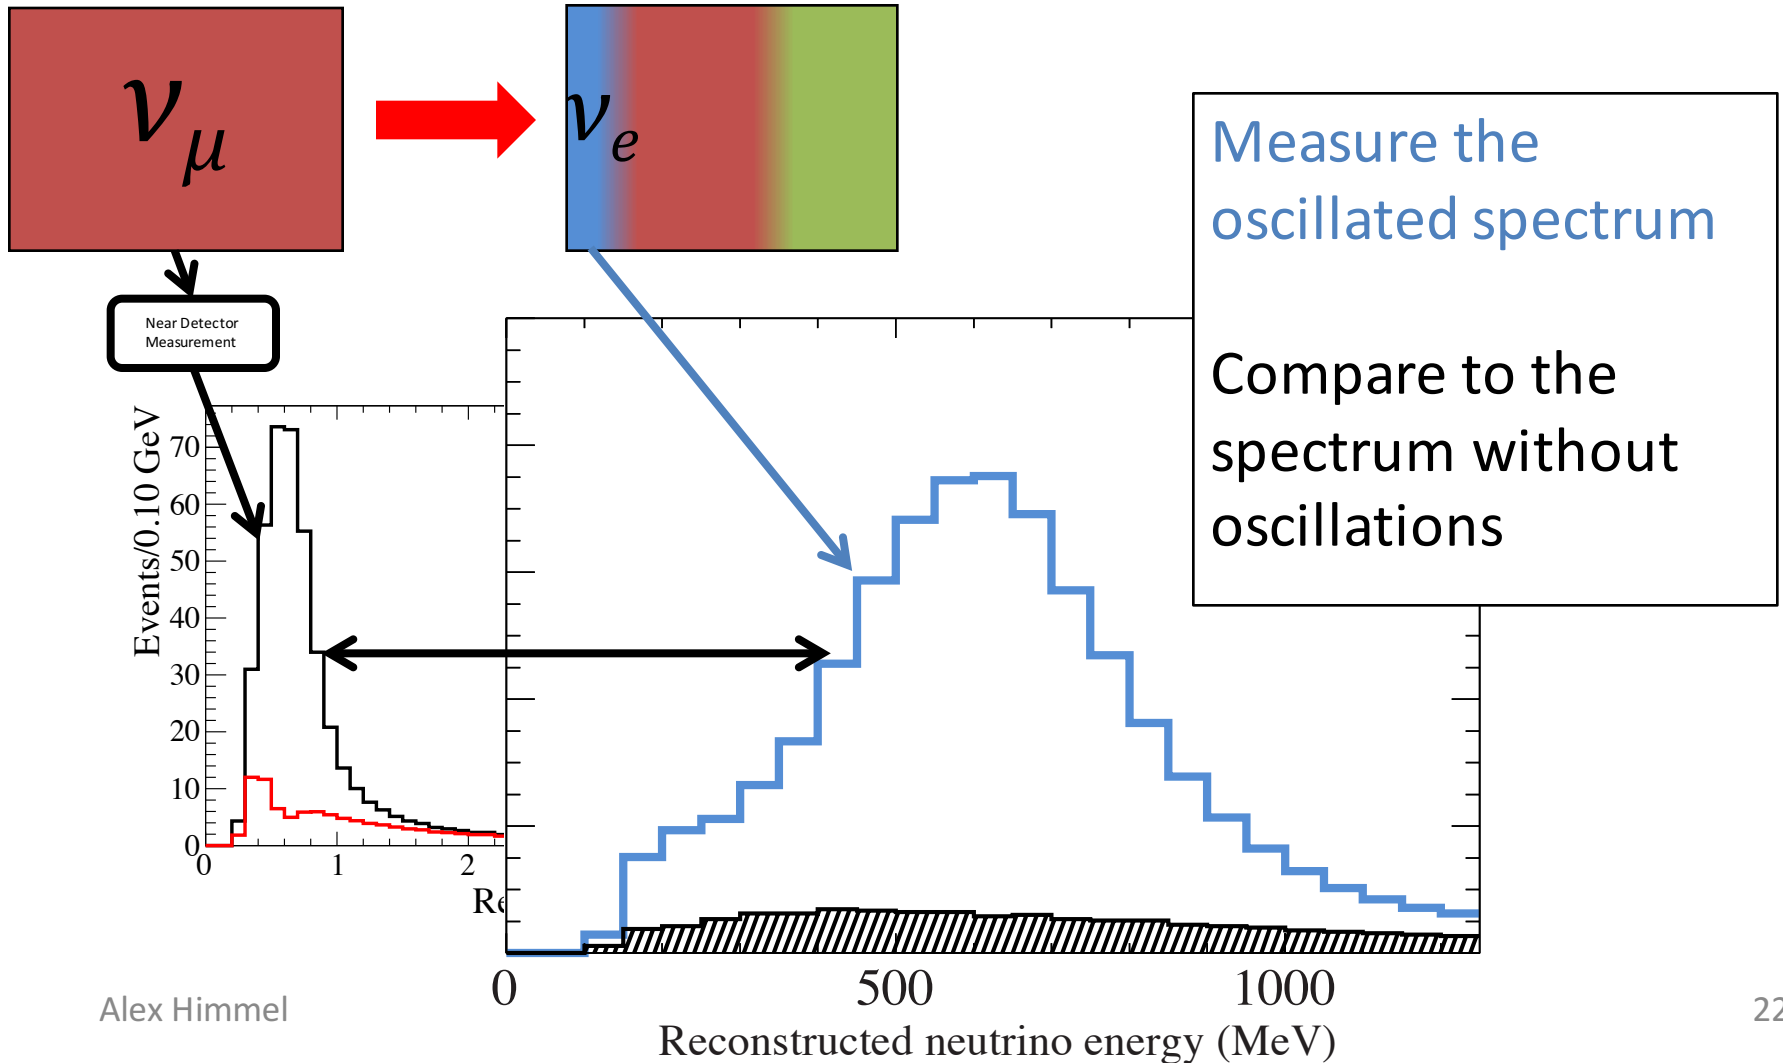 ν_μ
ν_e
Measure the
oscillated spectrum
Compare to the
spectrum without
oscillations
Near Detector
Measurement
Events/0.10 GeV
70
60
50
40
30
20
10
0
0 1 2
Re
0 500 1000
Reconstructed neutrino energy (MeV)
Alex Himmel
22